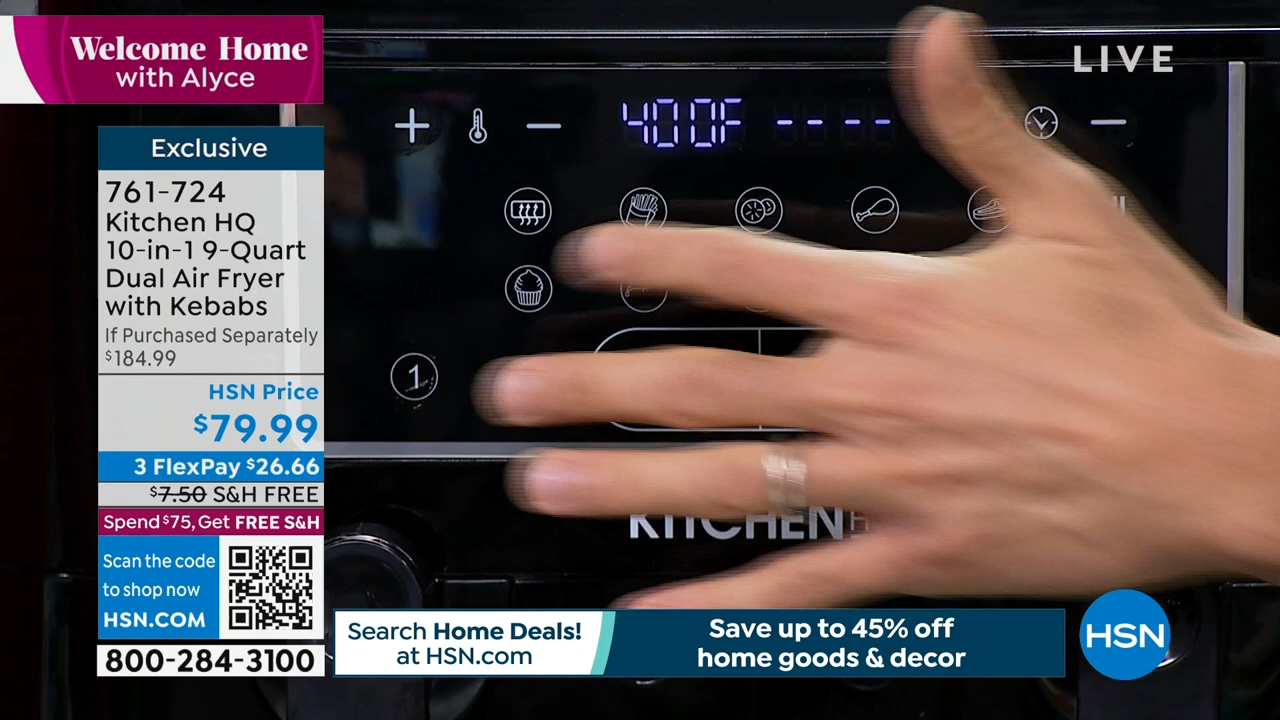 Welcome Home
with Alyce
LIVE
Exclusive
761-724
Kitchen HQ
10-in-1 9-Quart
Dual Air Fryer
with Kebabs
If Purchased Separately
$184.99
HSN Price
$79.99
3 FlexPay $26.66
$7.50 S&H FREE
Spend $75, Get FREE S&H
Scan the code
to shop now
HSN.COM
800-284-3100
+ — 400F ---- —
1
KITCHEN
Search Home Deals!
at HSN.com
Save up to 45% off
home goods & decor
HSN